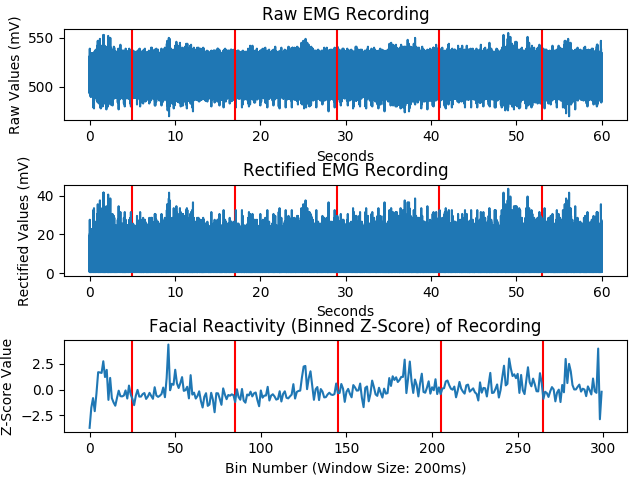 Raw EMG Recording
Raw Values (mV)
550
500
0 10 20 30 40 50 60
Seconds
Rectified EMG Recording
Rectified Values (mV)
40
20
0
0 10 20 30 40 50 60
Seconds
Facial Reactivity (Binned Z-Score) of Recording
Z-Score Value
2.5
0.0
−2.5
0 50 100 150 200 250 300
Bin Number (Window Size: 200ms)